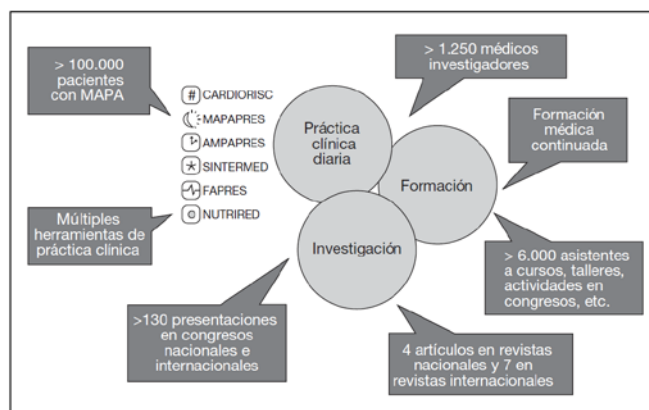 > 100.000
pacientes
con MAPA
# CARDIORISC
MAPAPRES
AMPAPRES
SINTERMED
FAPRES
NUTRIRED
Múltiples
herramientas de
práctica clínica
> 1.250 médicos
investigadores
Práctica
clínica
diaria
Formación
Investigación
Formación
médica
continuada
> 6.000 asistentes
a cursos, talleres,
actividades en
congresos, etc.
>130 presentaciones
en congresos
nacionales e
internacionales
4 artículos en revistas
nacionales y 7 en
revistas internacionales